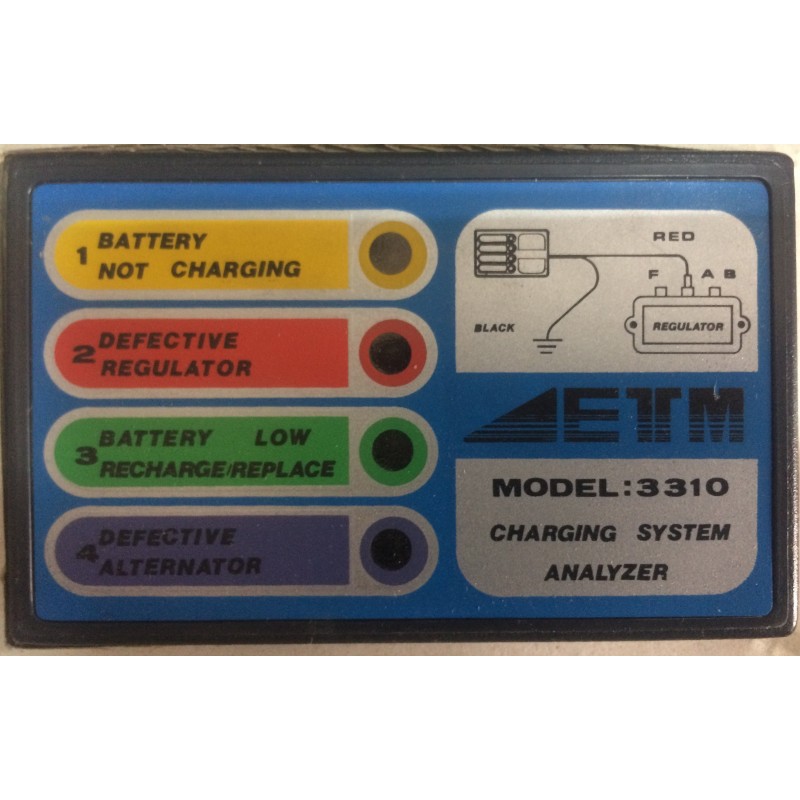 1 BATTERY
NOT CHARGING
2 DEFECTIVE
REGULATOR
3 BATTERY LOW
RECHARGE/REPLACE
4 DEFECTIVE
ALTERNATOR
RED
F A B
BLACK
REGULATOR
ETM
MODEL:3310
CHARGING SYSTEM
ANALYZER